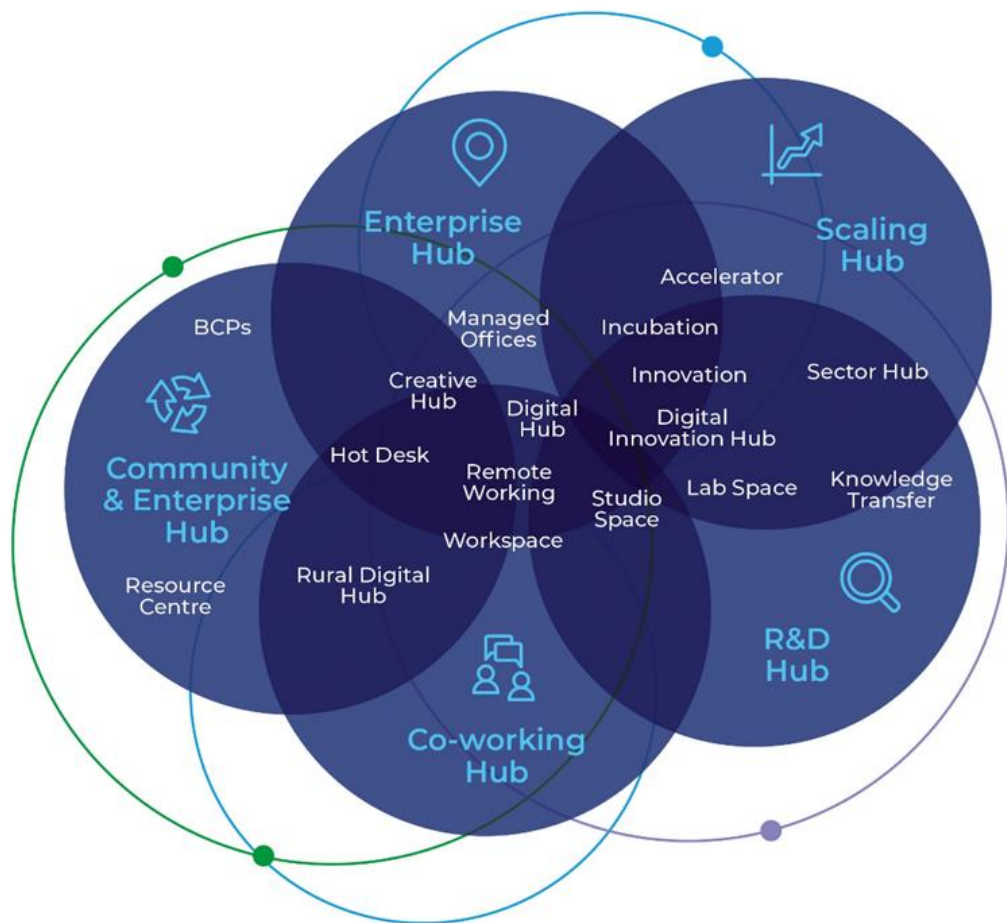 Enterprise
Hub
Scaling
Hub
Accelerator
BCPs
Managed
Offices
Incubation
Creative
Hub
Innovation
Sector Hub
Digital
Hub
Digital
Innovation Hub
Hot Desk
Community
& Enterprise
Hub
Remote
Working
Studio
Space
Lab Space
Knowledge
Transfer
Workspace
Rural Digital
Hub
Resource
Centre
R&D
Hub
Co-working
Hub